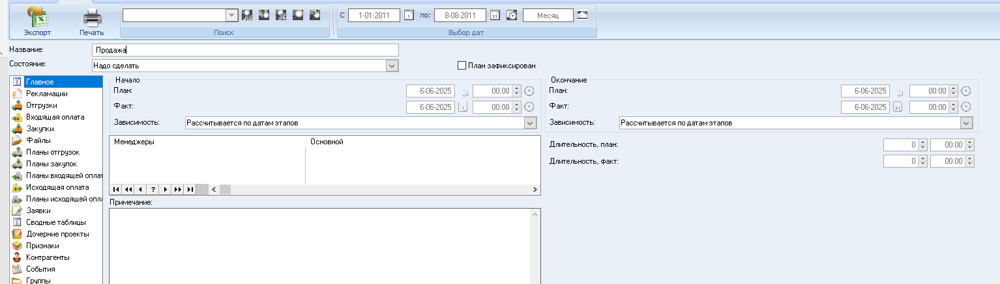 С 1-01-2011 1 по: 8-08-2011 31 Месяц
Экспорт Печать Поиск Выбор дат
Название: Продажа
Состояние: Надо сделать План зафиксирован
Главное
Рекламации
Отгрузки
Входящая оплата
Закупки
Файлы
Планы отгрузок
Планы закупок
Планы входящей оплат
Исходящая оплата
Планы исходящей опла
Заявки
Сводные таблицы
Дочерние проекты
Признаки
Контрагенты
События
Группы
Начало
План: 6-06-2025 00:00
Факт: 6-06-2025 1 00:00
Зависимость: Рассчитывается по датам этапов
Менеджеры Основной
?
Примечание:
Окончание
План: 6-06-2025 00:00
Факт: 6-06-2025 31 00:00
Зависимость: Рассчитывается по датам этапов
Длительность, план: 0 00:00
Длительность, факт: 0 00:00